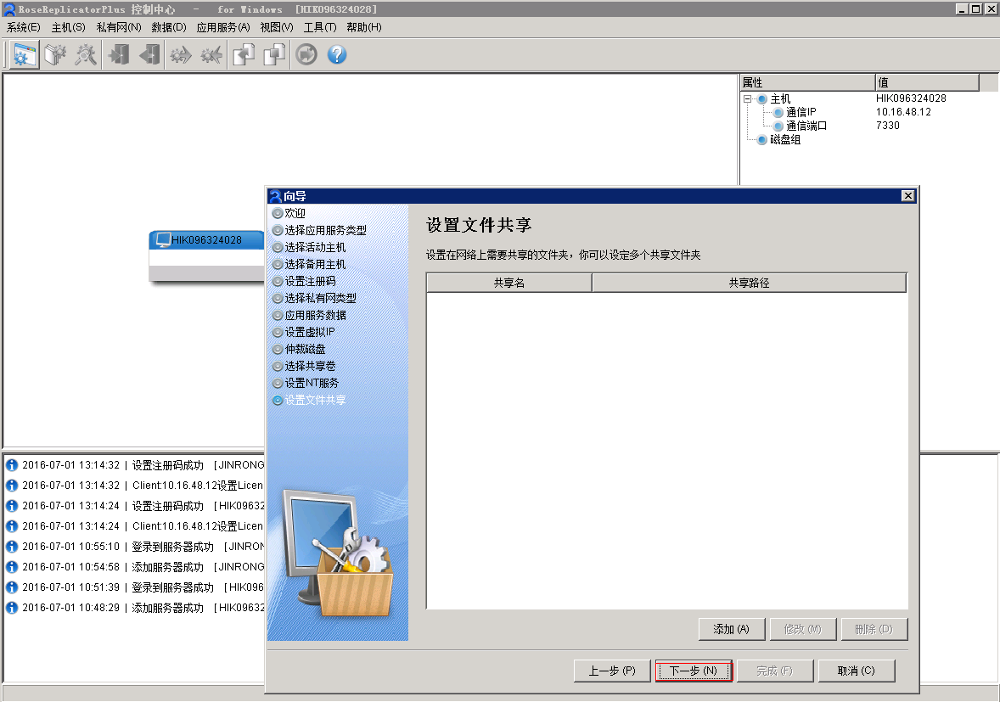 RoseReplicatorPlus 控制中心 - for Windows [HIK096324028]
系统(E) 主机(S) 私有网(N) 数据(D) 应用服务(A) 视图(V) 工具(T) 帮助(H)
属性 值
主机 HIK096324028
通信IP 10.16.48.12
通信端口 7330
磁盘组
HIK096324028
向导
欢迎
选择应用服务类型
选择活动主机
选择备用主机
设置注册码
选择私有网类型
应用服务数据
设置虚拟IP
仲裁磁盘
选择共享卷
设置NT服务
设置文件共享
设置文件共享
设置在网络上需要共享的文件夹，你可以设定多个共享文件夹
共享名 共享路径
添加 (A) 修改 (M) 删除 (D)
上一步 (P) 下一步 (N) 完成 (F) 取消 (C)
2016-07-01 13:14:32 | 设置注册码成功 [JINRONG
2016-07-01 13:14:32 | Client:10.16.48.12设置Licen
2016-07-01 13:14:24 | 设置注册码成功 [HIK09632
2016-07-01 13:14:24 | Client:10.16.48.12设置Licen
2016-07-01 10:55:10 | 登录到服务器成功 [JINRON
2016-07-01 10:54:58 | 添加服务器成功 [JINRONG
2016-07-01 10:51:39 | 登录到服务器成功 [HIK096
2016-07-01 10:48:29 | 添加服务器成功 [HIK09632